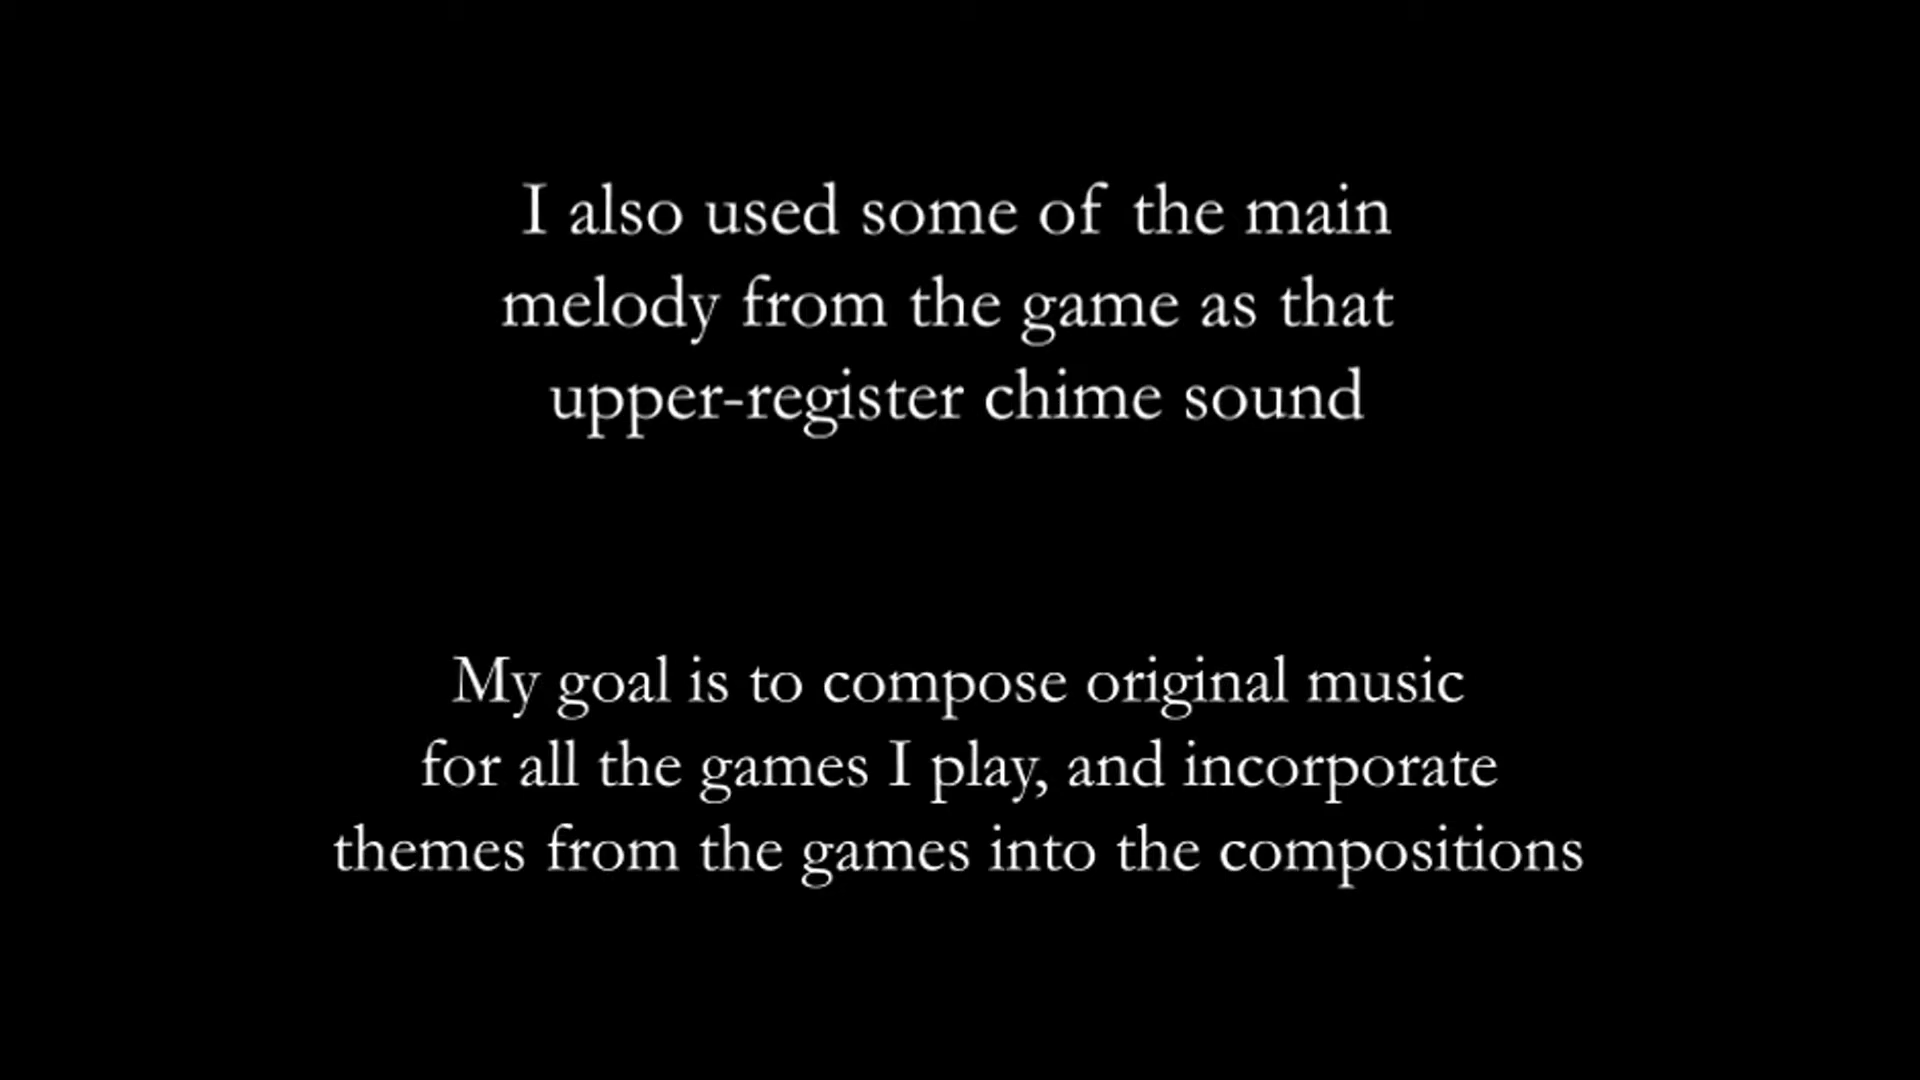 I also used some of the main
melody from the game as that
upper-register chime sound
My goal is to compose original music
for all the games I play, and incorporate
themes from the games into the compositions